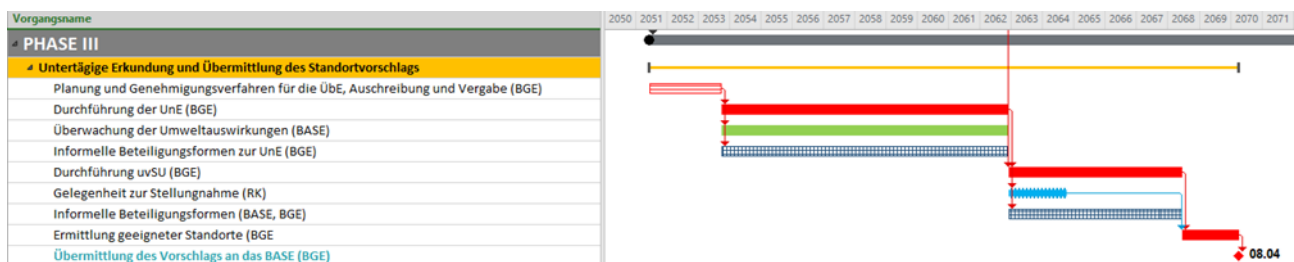 Vorgangsname 2050 2051 2052 2053 2054 2055 2056 2057 2058 2059 2060 2061 2062 2063 2064 2065 2066 2067 2068 2069 2070 2071
PHASE III
Untertägige Erkundung und Übermittlung des Standortvorschlags
Planung und Genehmigungsverfahren für die ÜbE, Auschreibung und Vergabe (BGE)
Durchführung der UnE (BGE)
Überwachung der Umweltauswirkungen (BASE)
Informelle Beteiligungsformen zur UnE (BGE)
Durchführung uvSU (BGE)
Gelegenheit zur Stellungnahme (RK)
Informelle Beteiligungsformen (BASE, BGE)
Ermittlung geeigneter Standorte (BGE
Übermittlung des Vorschlags an das BASE (BGE) 08.04